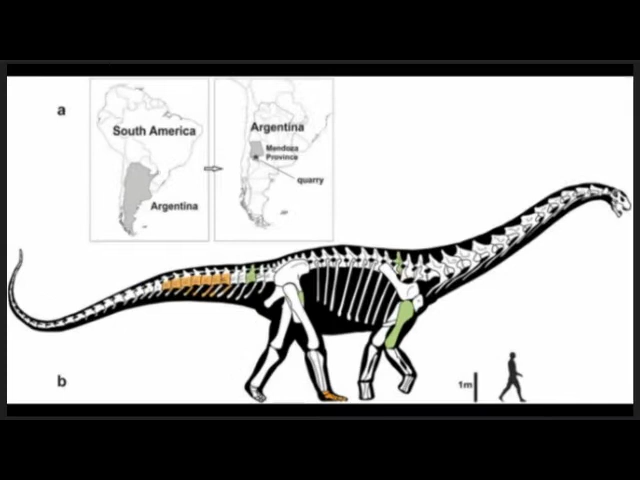 a
South America
Argentina
Argentina
Mendoza
Province
quarry
b
1m